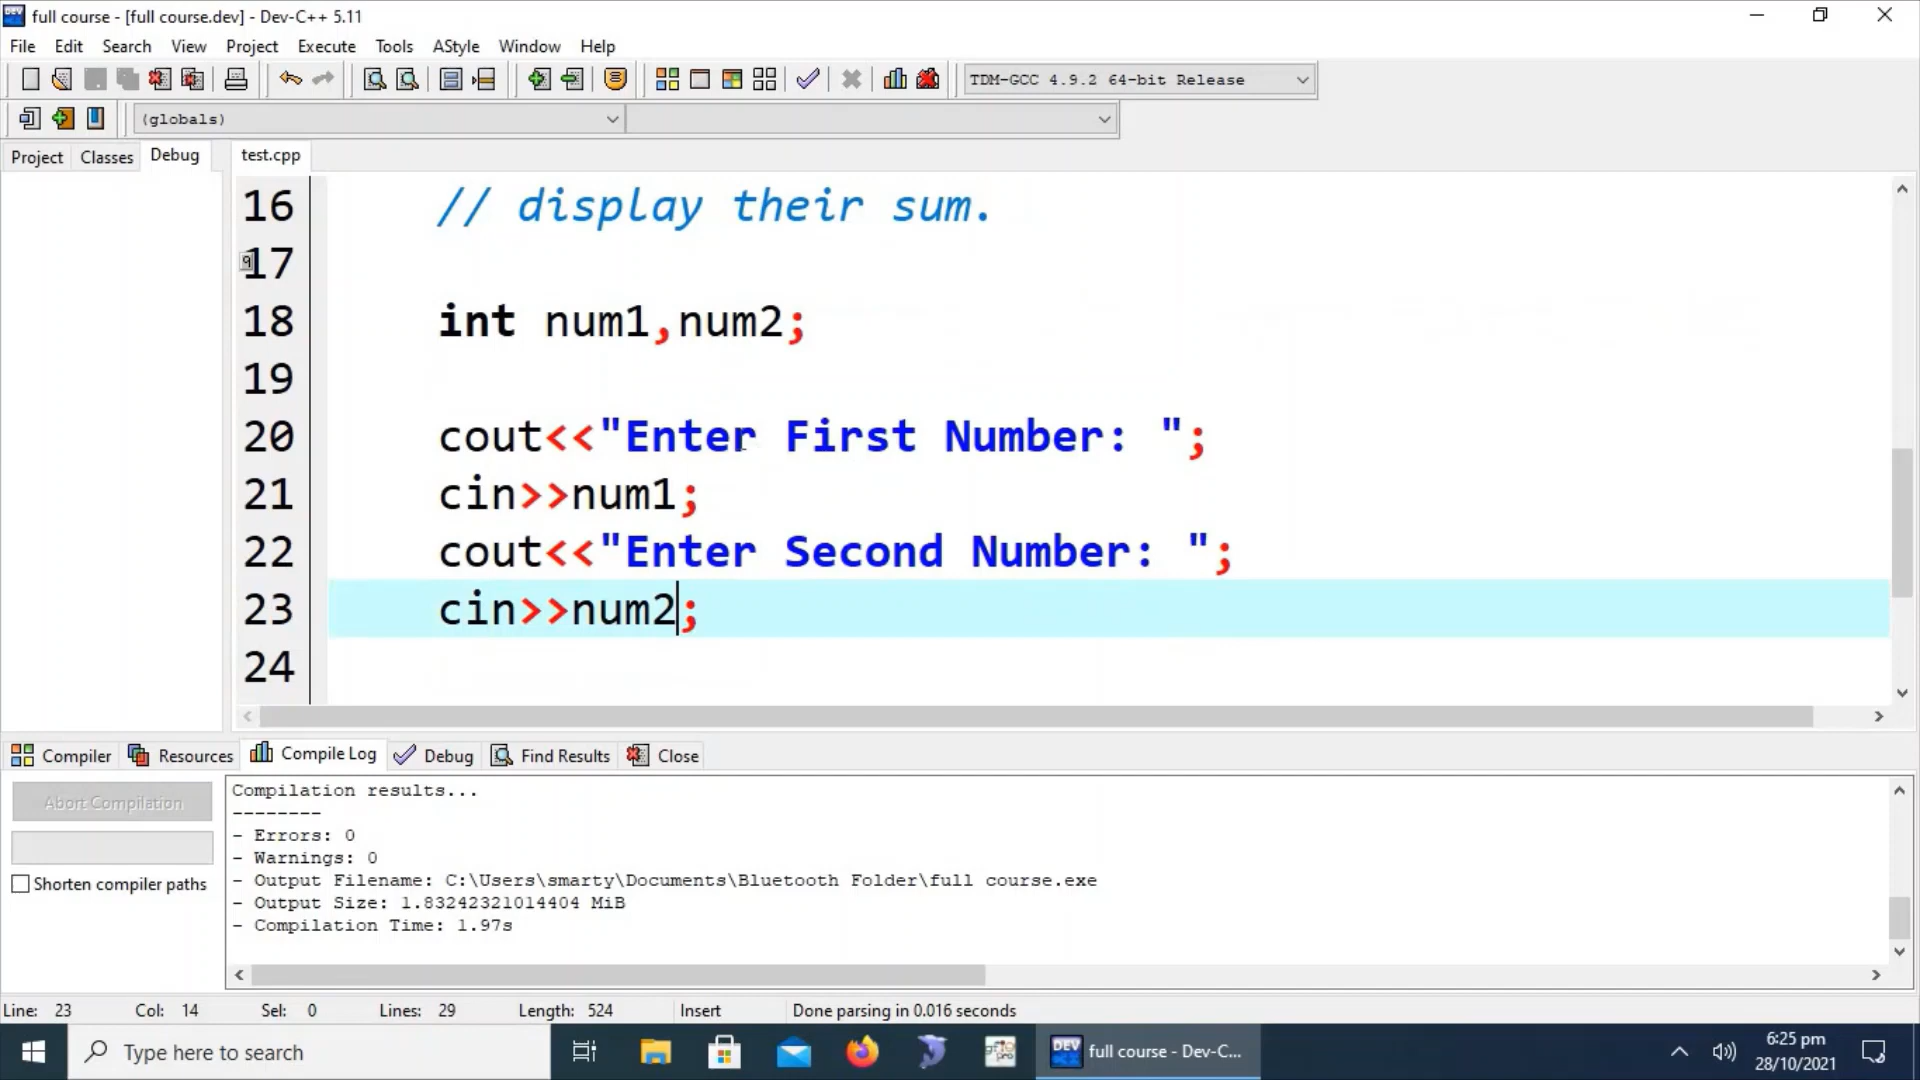 full course - [full course.dev] - Dev-C++ 5.11
File Edit Search View Project Execute Tools AStyle Window Help
TDM-GCC 4.9.2 64-bit Release
(globals)
Project Classes Debug test.cpp
16 // display their sum.
17
18 int num1,num2;
19
20 cout<<"Enter First Number: ";
21 cin>>num1;
22 cout<<"Enter Second Number: ";
23 cin>>num2;
24
Compiler Resources Compile Log Debug Find Results Close
Abort Compilation
Shorten compiler paths
Compilation results...
--------
- Errors: 0
- Warnings: 0
- Output Filename: C:\Users\smarty\Documents\Bluetooth Folder\full course.exe
- Output Size: 1.83242321014404 MiB
- Compilation Time: 1.97s
Line: 23 Col: 14 Sel: 0 Lines: 29 Length: 524 Insert Done parsing in 0.016 seconds
Type here to search
DEV
full course - Dev-C...
6:25 pm
28/10/2021